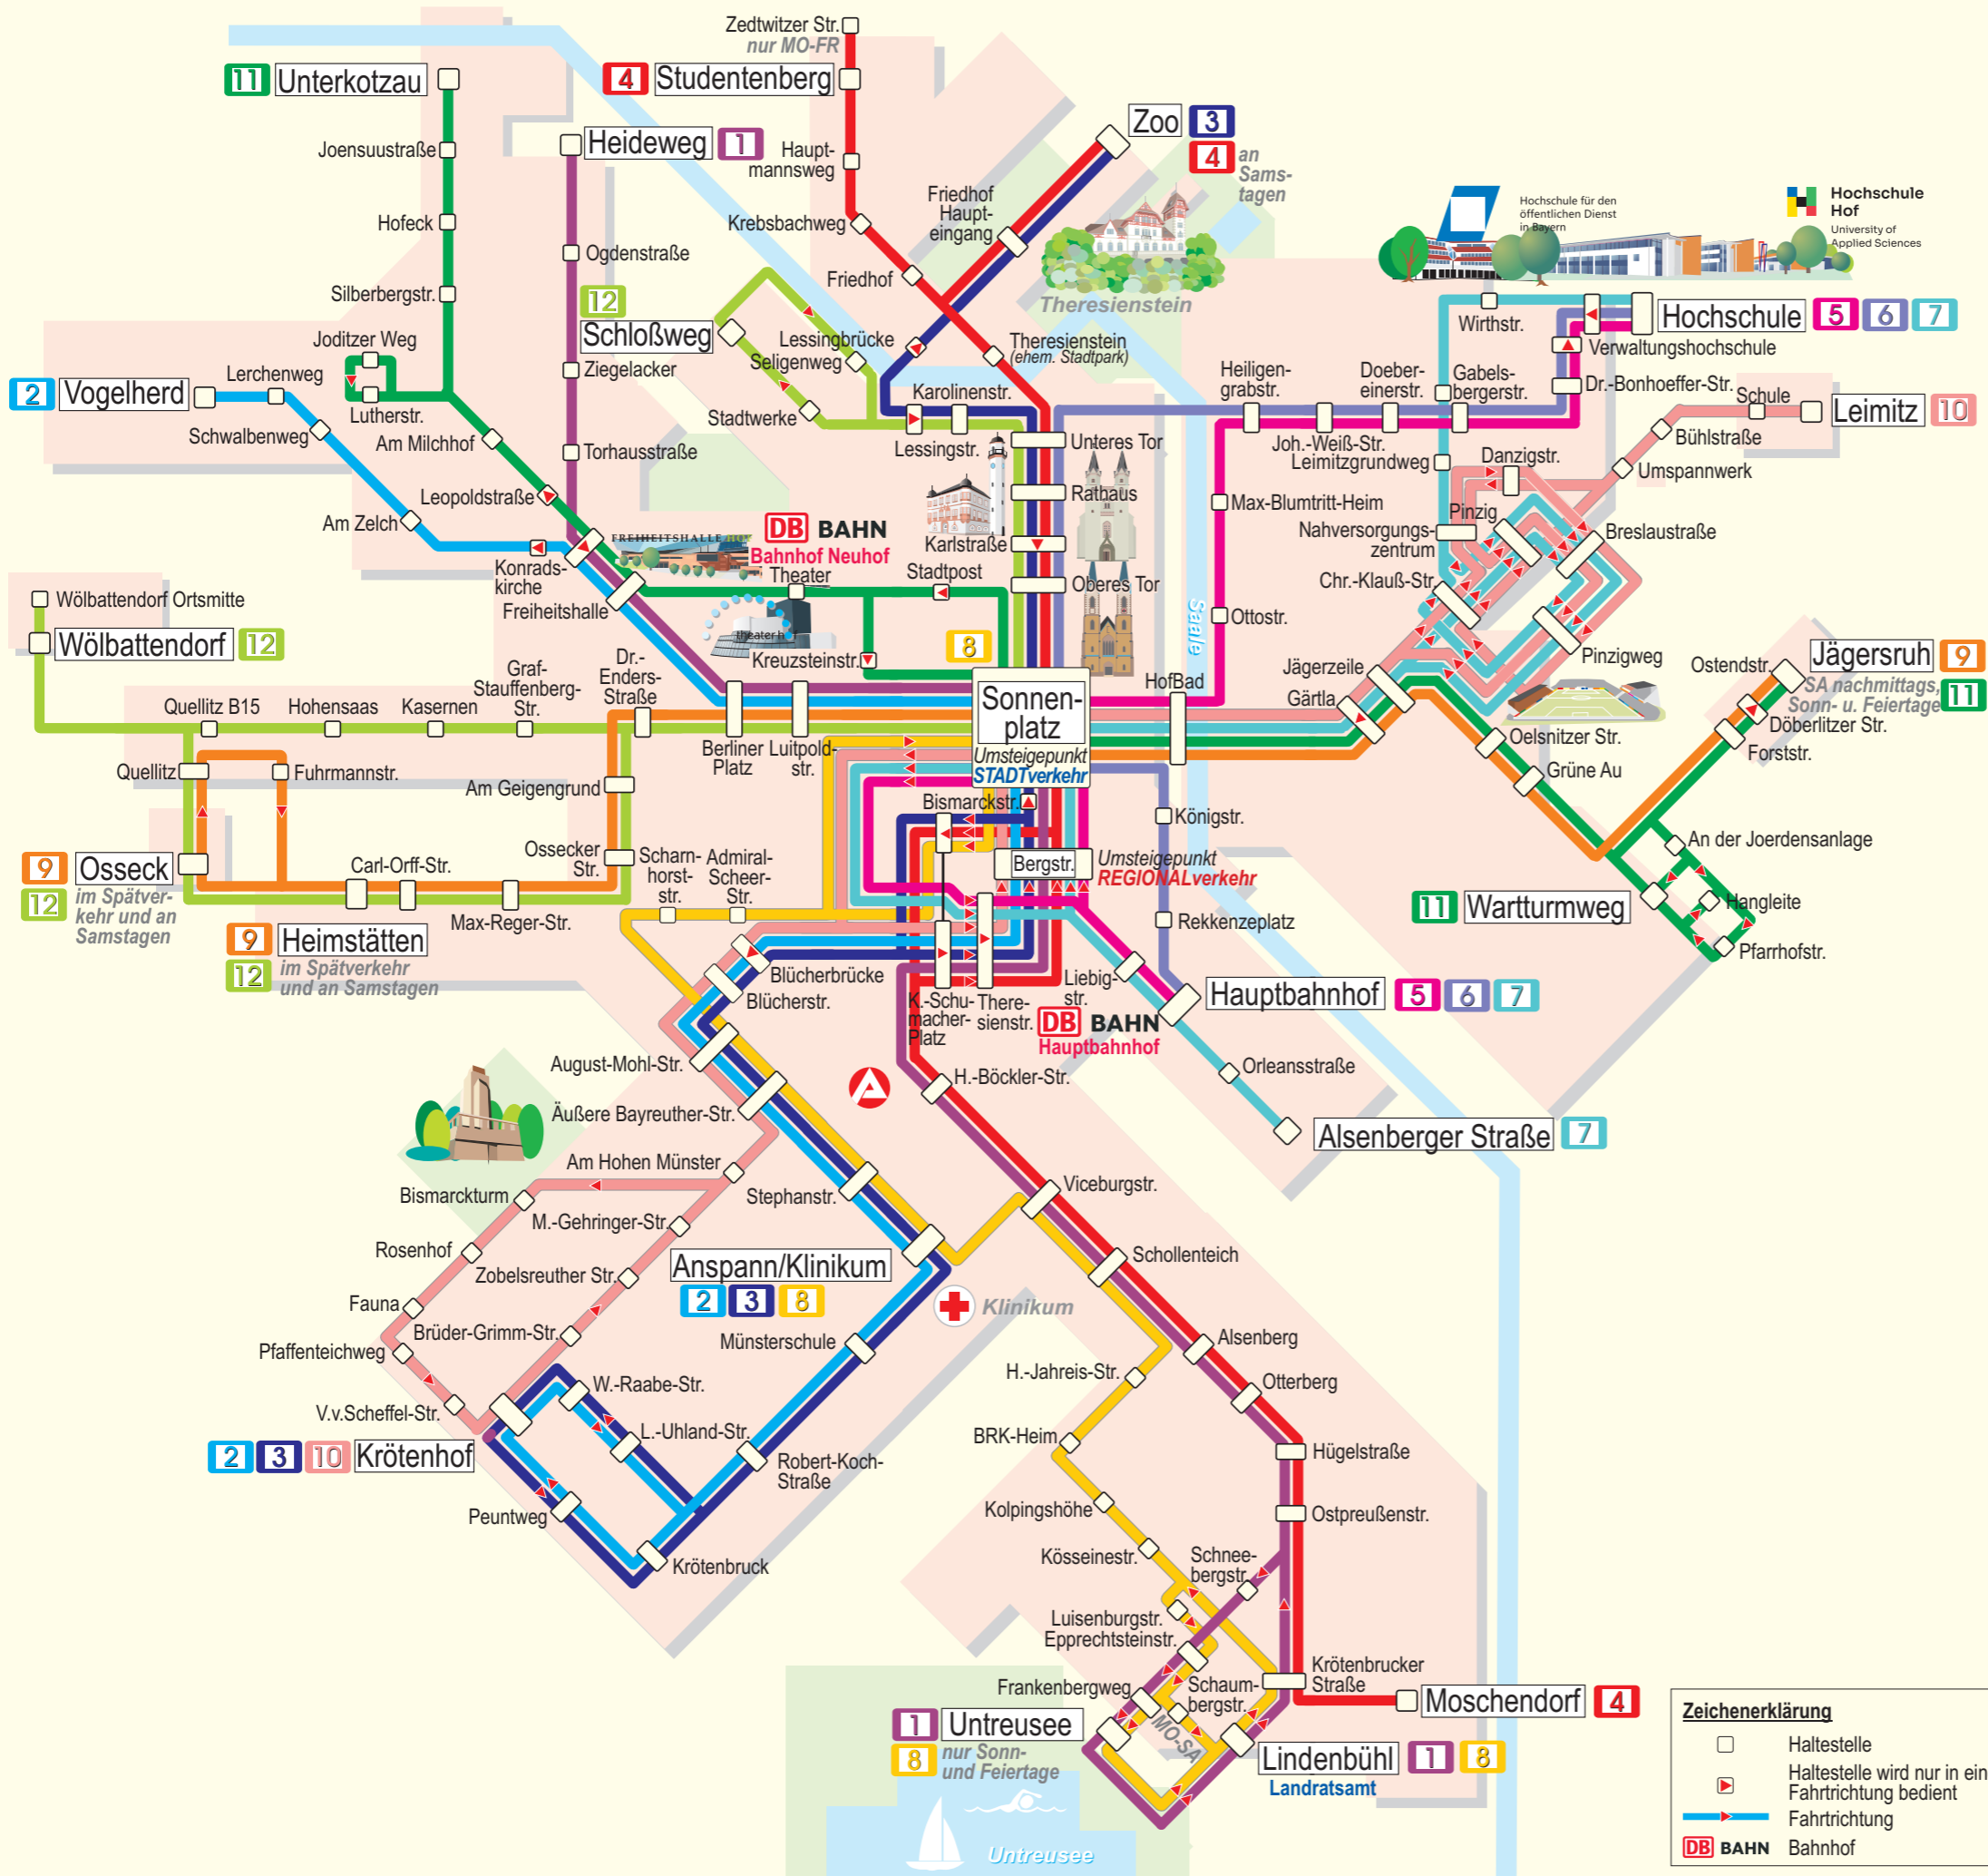 Zedtwitzer Str.
nur MO-FR
11 Unterkotzau
4 Studentenberg
Zoo 3
4 an
Sams-
tagen
Heideweg 1
Joensuustraße
Haupt-
mannsweg
Friedhof
Haupt-
eingang
Hochschule für den
öffentlichen Dienst
in Bayern
Hochschule
Hof
University of
Applied Sciences
Hofeck
Krebsbachweg
Ogdenstraße
Friedhof
Theresienstein
Silberbergstr.
12
Schloßweg
Lessingbrücke
Seligenweg
Theresienstein
(ehem. Stadtpark)
Wirthstr.
Hochschule 5 6 7
Verwaltungshochschule
Joditzer Weg
Lutherstr.
Ziegelacker
2 Vogelherd
Lerchenweg
Schwalbenweg
Am Milchhof
Stadtwerke
Karolinenstr.
Lessingstr.
Heiligen-
grabstr.
Doeber-
einerstr.
Gabels-
bergerstr.
Dr.-Bonhoeffer-Str.
Schule
Leimitz 10
Bühlstraße
Umspannwerk
Torhausstraße
Unteres Tor
Joh.-Weiß-Str.
Leimitzgrundweg
Danzigstr.
Leopoldstraße
Rathaus
Max-Blumtritt-Heim
Pinzig
Am Zelch
FREIHEITSHALLE HOF
DB BAHN
Bahnhof Neuhof
Karlstraße
Nahversorgungs-
zentrum
Breslaustraße
Konrads-
kirche
Freiheitshalle
Theater
Stadtpost
Oberes Tor
Chr.-Klauß-Str.
Wölbattendorf Ortsmitte
Wölbattendorf 12
theater hof
Kreuzsteinstr.
8
Saale
Ottostr.
Pinzigweg
Jägerzeile
Gärtla
Ostendstr.
Jägersruh 9
SA nachmittags,
Sonn- u. Feiertage 11
Döberlitzer Str.
Forststr.
Dr.-
Enders-
Straße
Graf-
Stauffenberg-
Str.
Quellitz B15
Hohensaas
Kasernen
Berliner
Platz
Luitpold-
str.
Sonnen-
platz
Umsteigepunkt
STADTverkehr
HofBad
Oelsnitzer Str.
Grüne Au
Quellitz
Fuhrmannstr.
Am Geigengrund
Bismarckstr.
Königstr.
An der Joerdensanlage
9 Osseck
12 im Spätver-
kehr und an
Samstagen
Carl-Orff-Str.
Ossecker
Str.
Scharn-
horst-
str.
Admiral-
Scheer-
Str.
Bergstr.
Umsteigepunkt
REGIONALverkehr
11 Wartturmweg
Hangleite
Pfarrhofstr.
Max-Reger-Str.
9 Heimstätten
12 im Spätverkehr
und an Samstagen
Rekkenzeplatz
Blücherbrücke
Blücherstr.
K.-Schu-
macher-
Platz
There-
sienstr.
Liebig-
str.
DB BAHN
Hauptbahnhof
Hauptbahnhof 5 6 7
August-Mohl-Str.
H.-Böckler-Str.
Orleansstraße
Äußere Bayreuther-Str.
Alsenberger Straße 7
Am Hohen Münster
Bismarckturm
Stephanstr.
Viceburgstr.
M.-Gehringer-Str.
Rosenhof
Anspann/Klinikum
2 3 8
Schollenteich
Zobelsreuther Str.
Fauna
Klinikum
Brüder-Grimm-Str.
Münsterschule
Alsenberg
Pfaffenteichweg
H.-Jahreis-Str.
W.-Raabe-Str.
Otterberg
V.v.Scheffel-Str.
L.-Uhland-Str.
BRK-Heim
Hügelstraße
2 3 10 Krötenhof
Robert-Koch-
Straße
Peuntweg
Kolpingshöhe
Ostpreußenstr.
Krötenbruck
Kösseinestr.
Schnee-
bergstr.
Luisenburgstr.
Epprechtsteinstr.
Frankenbergweg
Schaum-
bergstr.
Krötenbrucker
Straße
Moschendorf 4
1 Untreusee
8 nur Sonn-
und Feiertage
MO-SA
Lindenbühl 1 8
Landratsamt
Untreusee
Zeichenerklärung
Haltestelle
Haltestelle wird nur in ein
Fahrtrichtung bedient
Fahrtrichtung
DB BAHN Bahnhof